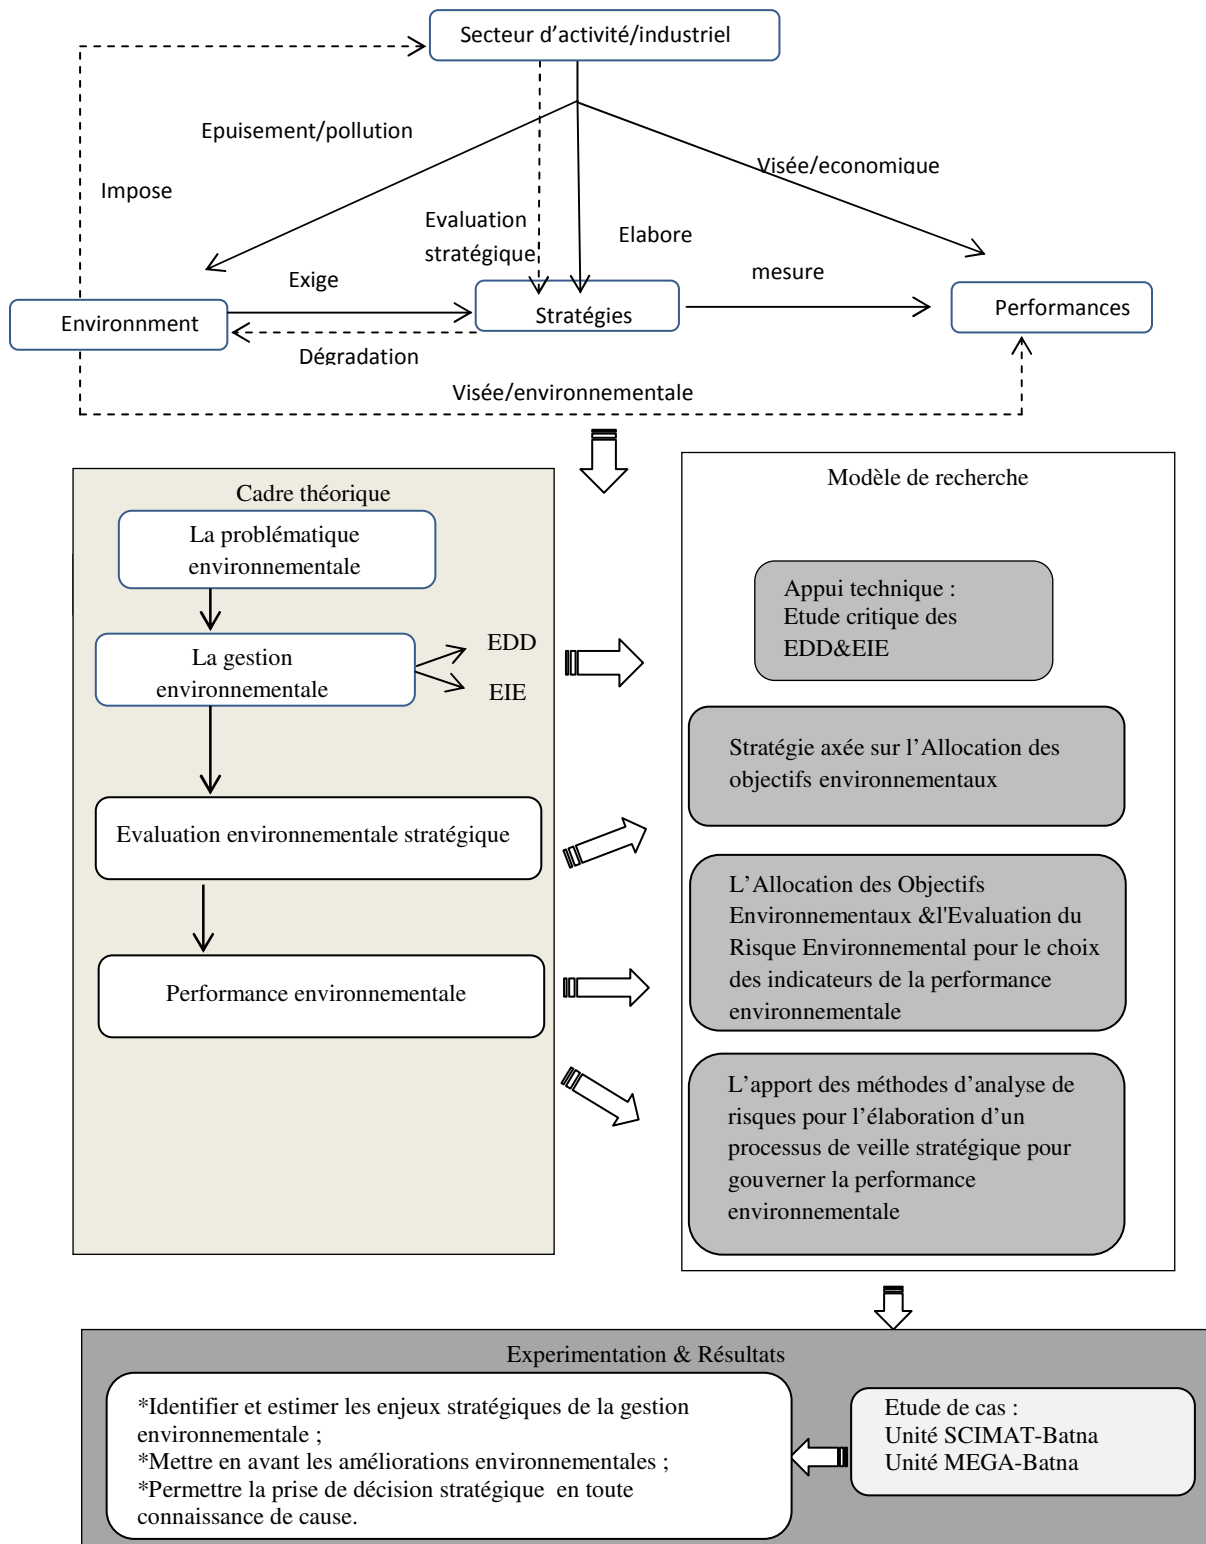 Secteur d’activité/industriel
Epuisement/pollution
Visée/economique
Impose
Evaluation
stratégique
Elabore
Exige
mesure
Environnment
Stratégies
Performances
Dégradation
Visée/environnementale
Cadre théorique
La problématique
environnementale
La gestion
environnementale
EDD
EIE
Evaluation environnementale stratégique
Performance environnementale
Modèle de recherche
Appui technique :
Etude critique des
EDD&EIE
Stratégie axée sur l’Allocation des
objectifs environnementaux
L’Allocation des Objectifs
Environnementaux &l'Evaluation du
Risque Environnemental pour le choix
des indicateurs de la performance
environnementale
L’apport des méthodes d’analyse de
risques pour l’élaboration d’un
processus de veille stratégique pour
gouverner la performance
environnementale
Experimentation & Résultats
*Identifier et estimer les enjeux stratégiques de la gestion
environnementale ;
*Mettre en avant les améliorations environnementales ;
*Permettre la prise de décision stratégique en toute
connaissance de cause.
Etude de cas :
Unité SCIMAT-Batna
Unité MEGA-Batna